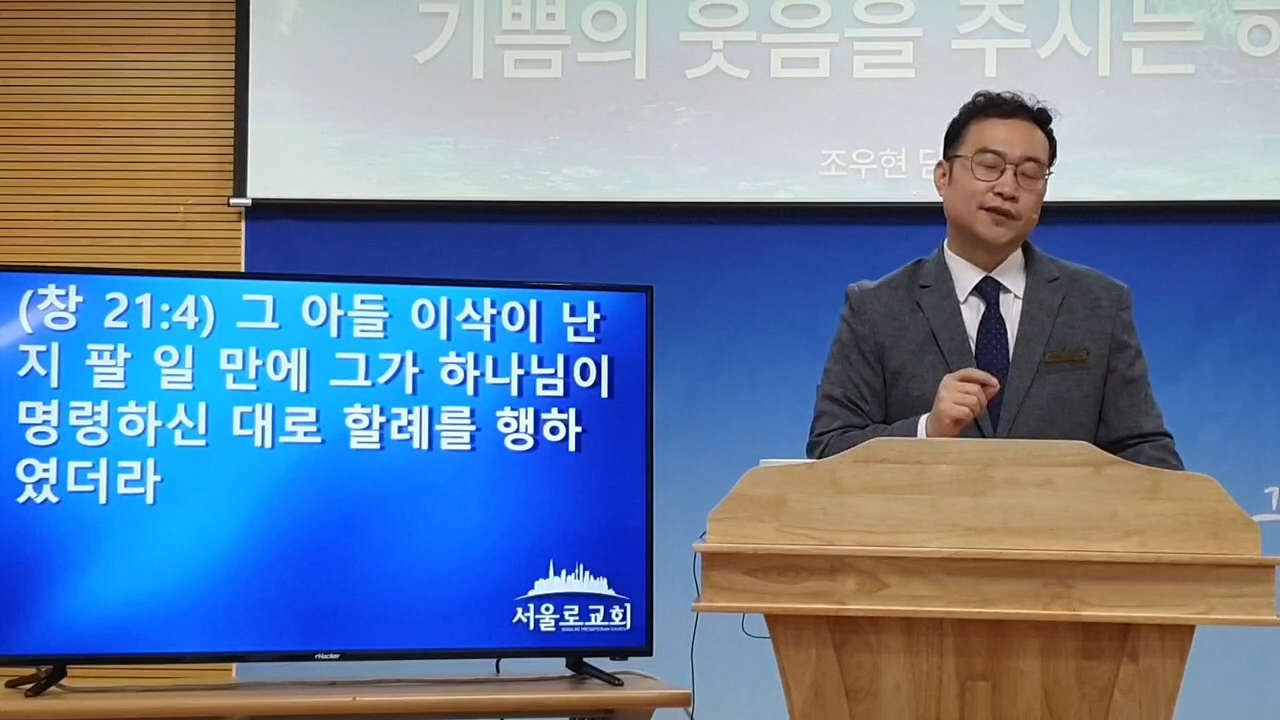 기쁨의 웃음을 주시는
조우현
(창 21:4) 그 아들 이삭이 난
지 팔 일 만에 그가 하나님이
명령하신 대로 할례를 행하
였더라
서울로교회